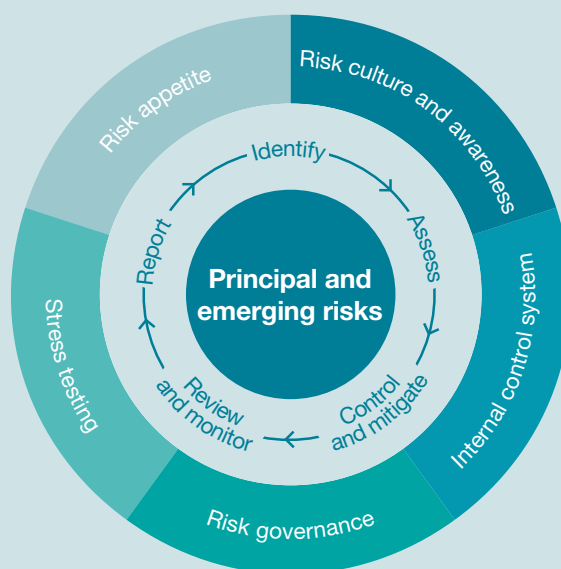 Risk culture and awareness
Internal control system
Risk governance
Stress testing
Risk appetite
Identify
Assess
Control
and mitigate
Review
and monitor
Report
Principal and
emerging risks